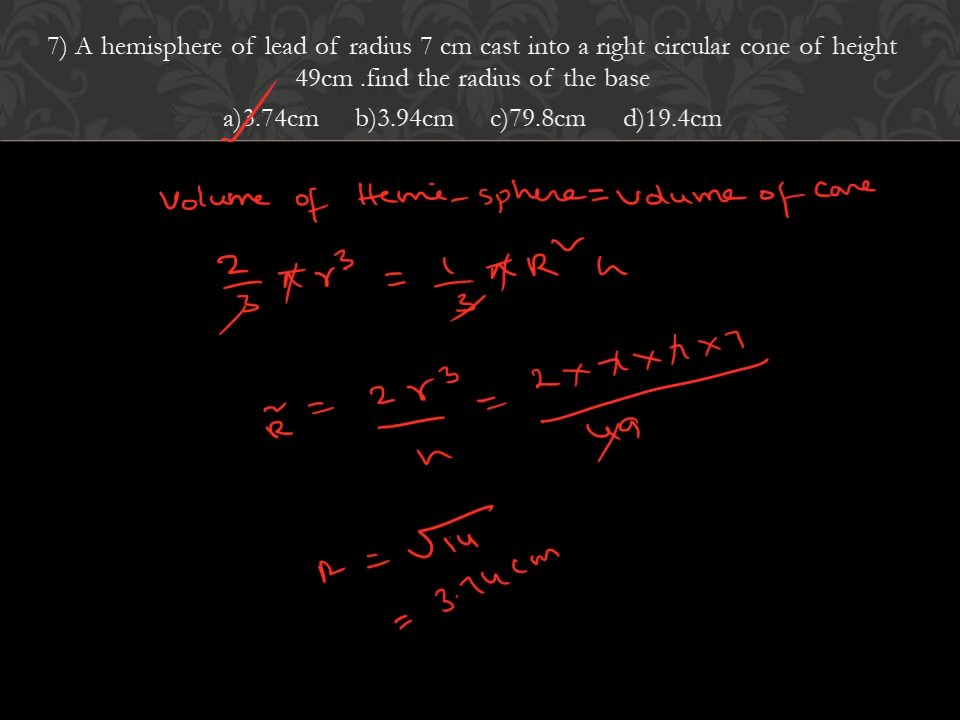 7) A hemisphere of lead of radius 7 cm cast into a right circular cone of height
49cm .find the radius of the base
a)3.74cm b)3.94cm c)79.8cm d)19.4cm
Volume of Hemi-sphere = volume of cone
2/3 π r³ = 1/3 π R² h
R² = 2r³/h = 2×7×7×7/49
R = √14
= 3.74cm